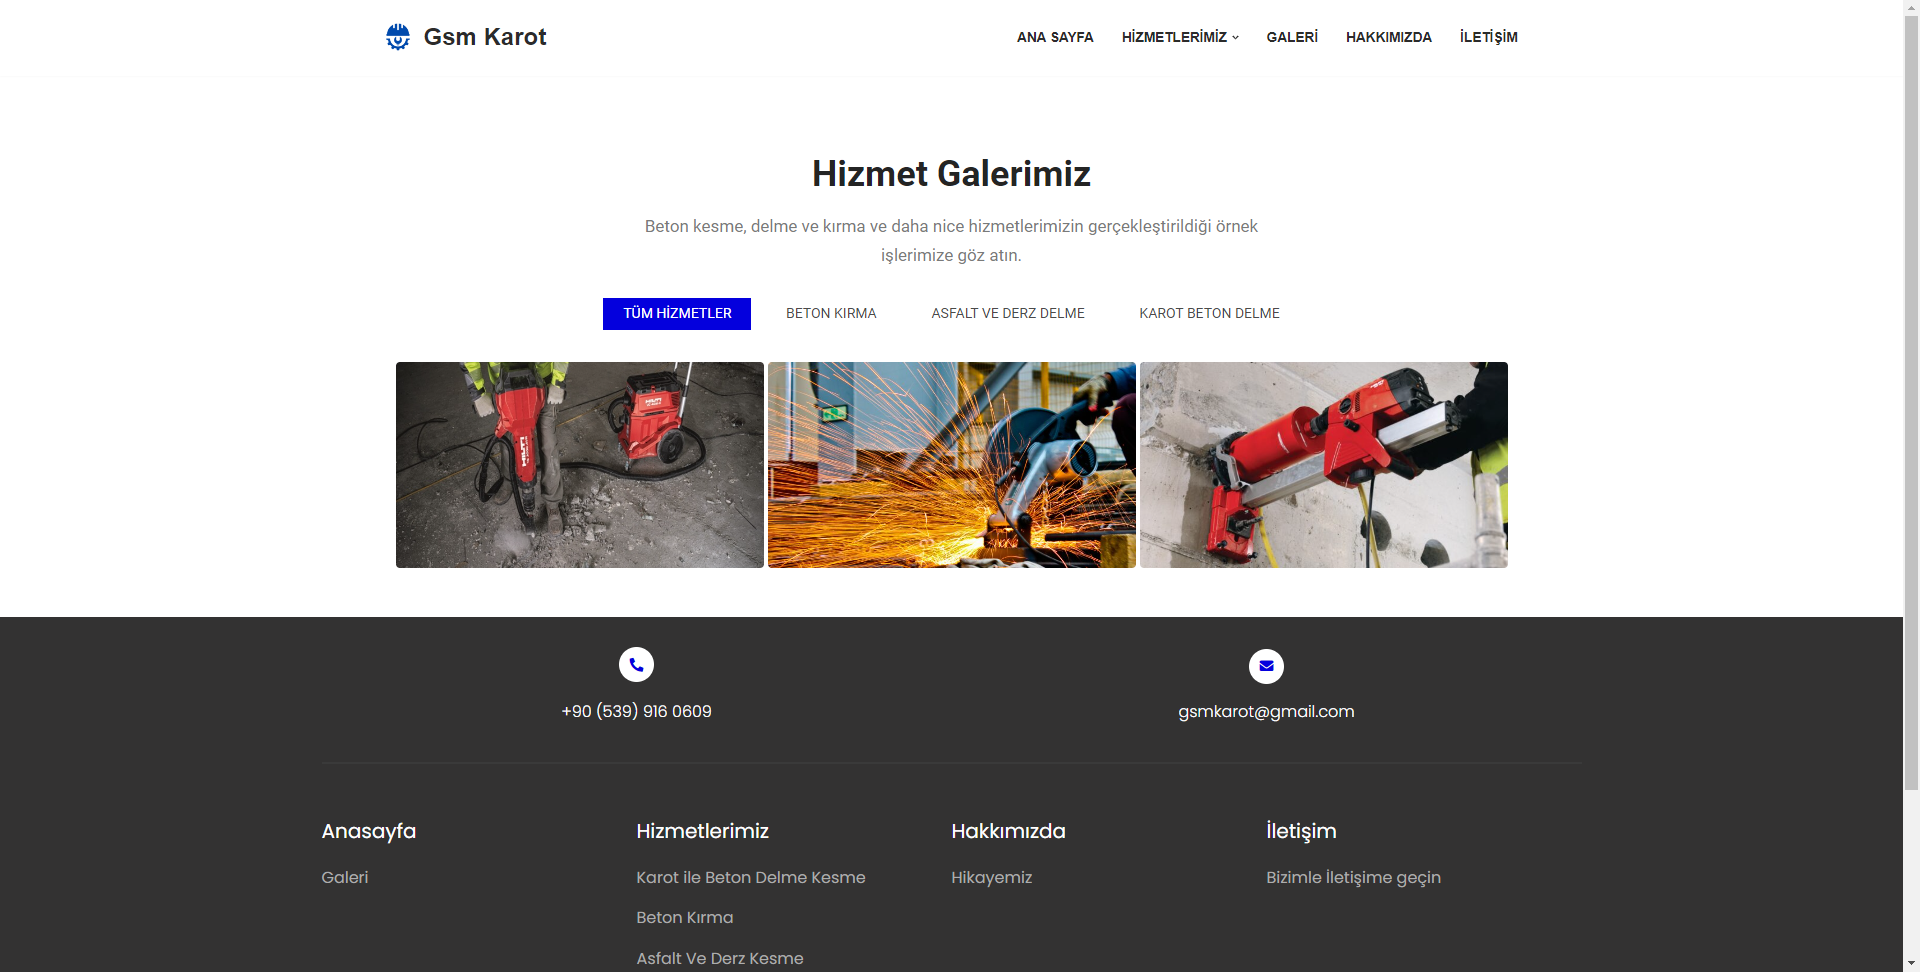 Gsm Karot
ANA SAYFA
HİZMETLERİMİZ
GALERİ
HAKKIMIZDA
İLETİŞİM
Hizmet Galerimiz
Beton kesme, delme ve kırma ve daha nice hizmetlerimizin gerçekleştirildiği örnek
işlerimize göz atın.
TÜM HİZMETLER
BETON KIRMA
ASFALT VE DERZ DELME
KAROT BETON DELME
HILTI
HILTI
+90 (539) 916 0609
gsmkarot@gmail.com
Anasayfa
Galeri
Hizmetlerimiz
Karot ile Beton Delme Kesme
Beton Kırma
Asfalt Ve Derz Kesme
Hakkımızda
Hikayemiz
İletişim
Bizimle İletişime geçin